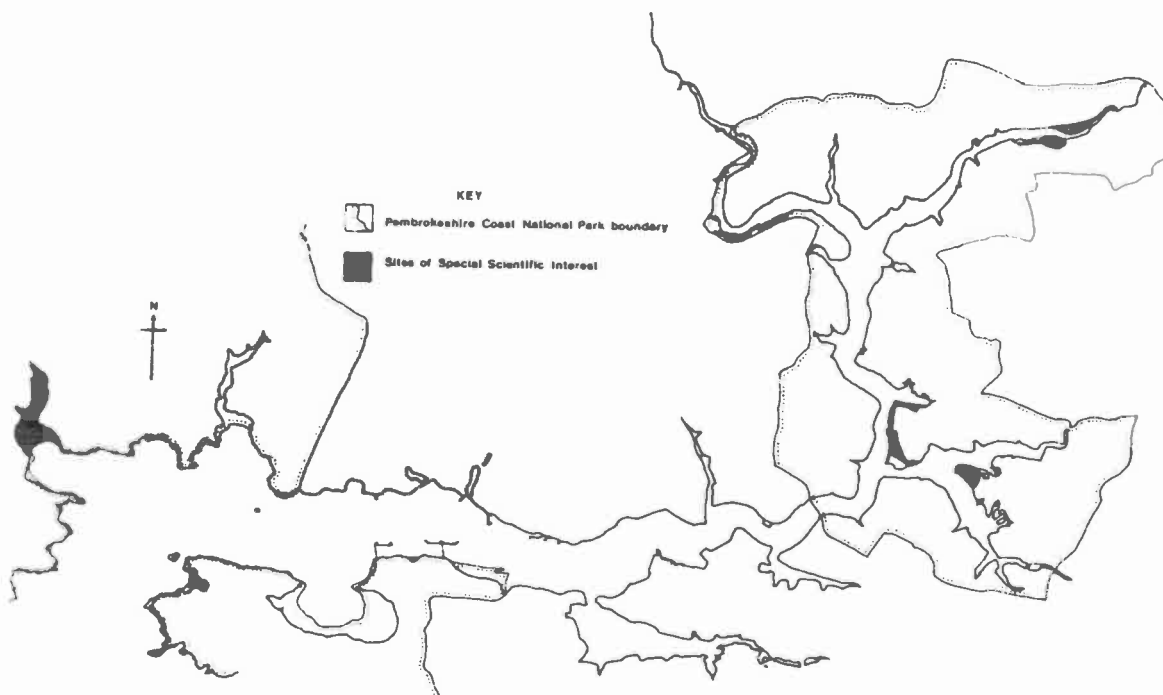 KEY
Pembrokeshire Coast National Park boundary
Sites of Special Scientific Interest
N